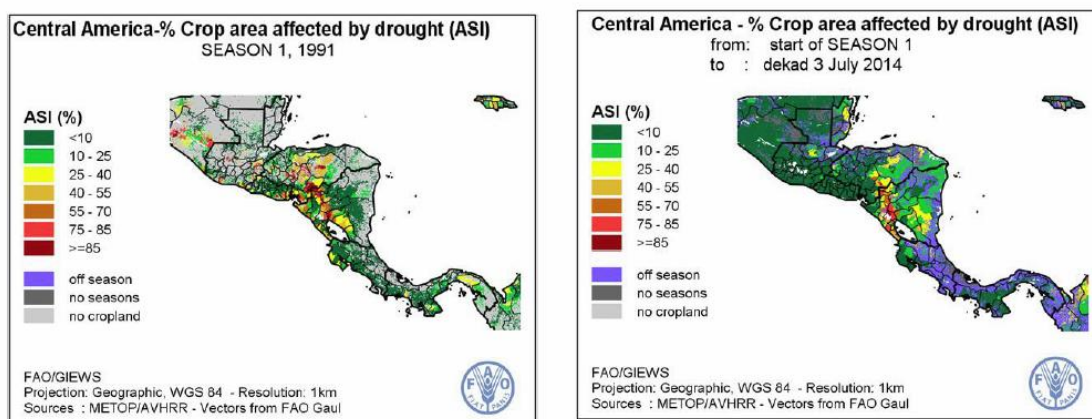 Central America-% Crop area affected by drought (ASI)
SEASON 1, 1991
ASI (%)
<10
10 - 25
25 - 40
40 - 55
55 - 70
75 - 85
>=85
off season
no seasons
no cropland
FAO/GIEWS
Projection: Geographic, WGS 84 - Resolution: 1km
Sources : METOP/AVHRR - Vectors from FAO Gaul
F A O
FIAT PANIS
Central America - % Crop area affected by drought (ASI)
from: start of SEASON 1
to : dekad 3 July 2014
ASI (%)
<10
10 - 25
25 - 40
40 - 55
55 - 70
75 - 85
>=85
off season
no seasons
no cropland
FAO/GIEWS
Projection: Geographic, WGS 84 - Resolution: 1km
Sources : METOP/AVHRR - Vectors from FAO Gaul
F A O
FIAT PANIS